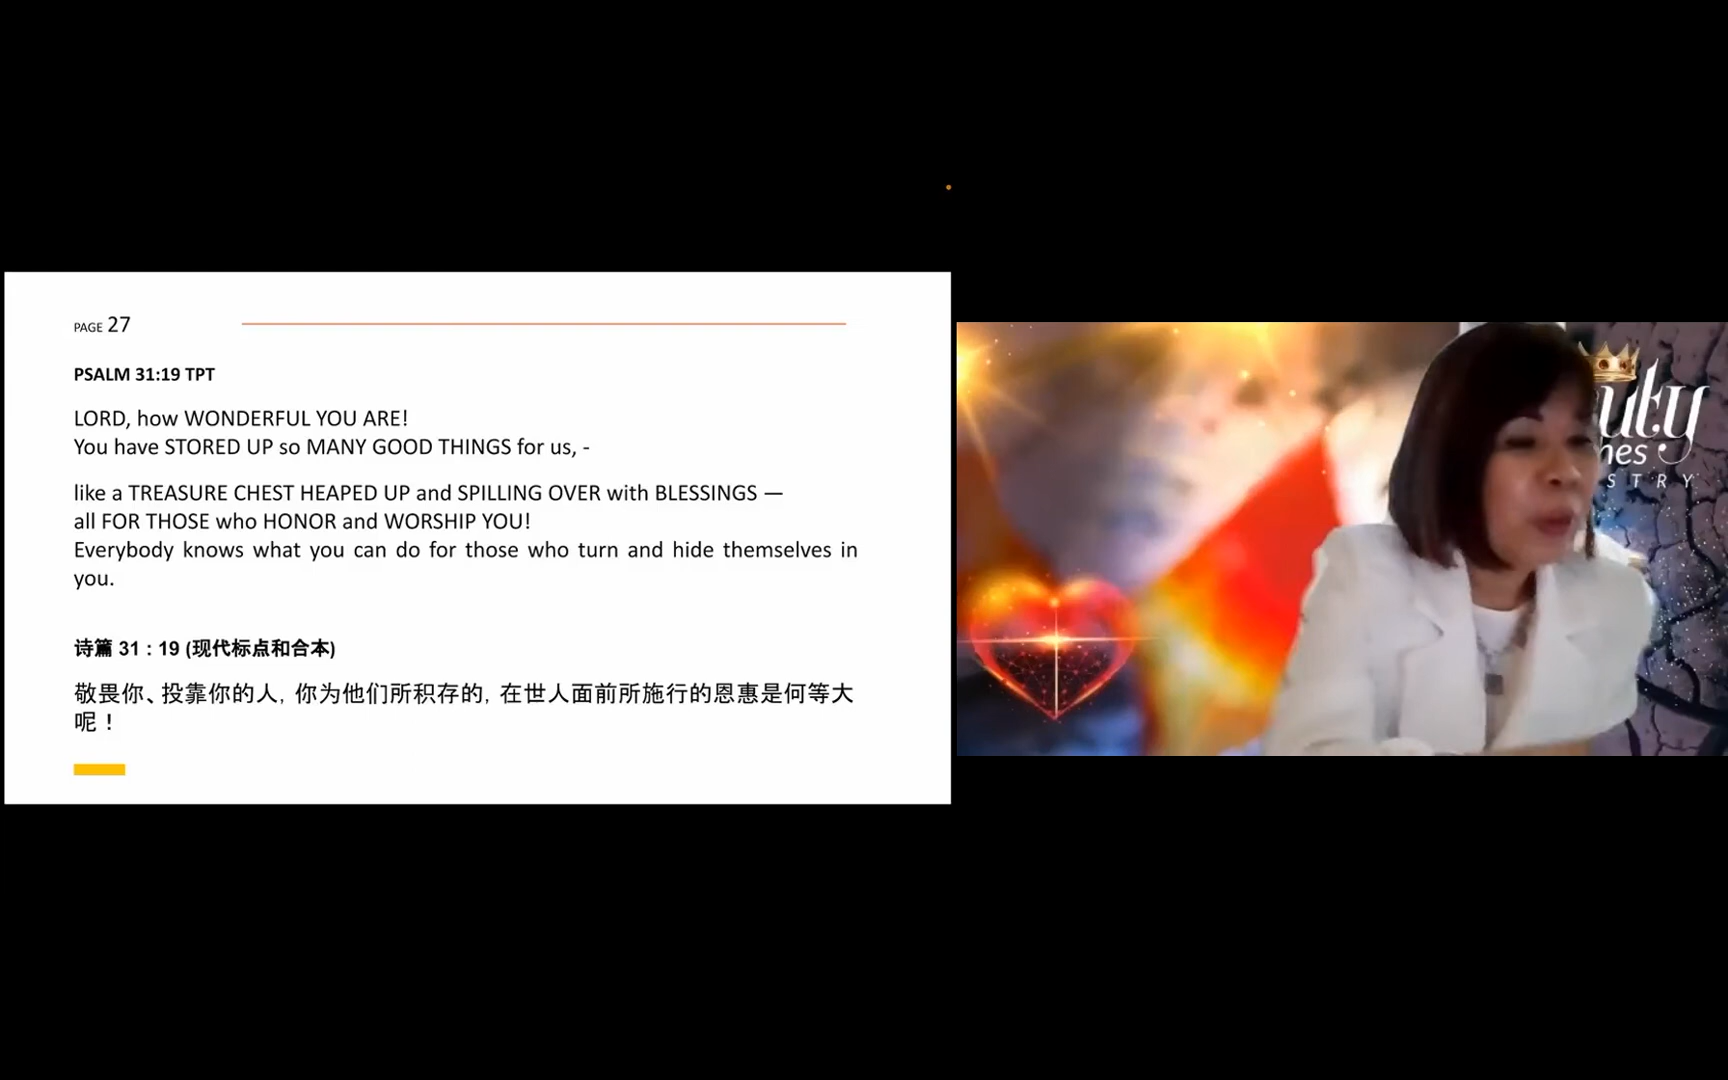 PAGE 27
PSALM 31:19 TPT
LORD, how WONDERFUL YOU ARE!
You have STORED UP so MANY GOOD THINGS for us, -
like a TREASURE CHEST HEAPED UP and SPILLING OVER with BLESSINGS —
all FOR THOSE who HONOR and WORSHIP YOU!
Everybody knows what you can do for those who turn and hide themselves in
you.
诗篇 31 : 19 (现代标点和合本)
敬畏你、投靠你的人, 你为他们所积存的, 在世人面前所施行的恩惠是何等大
呢！